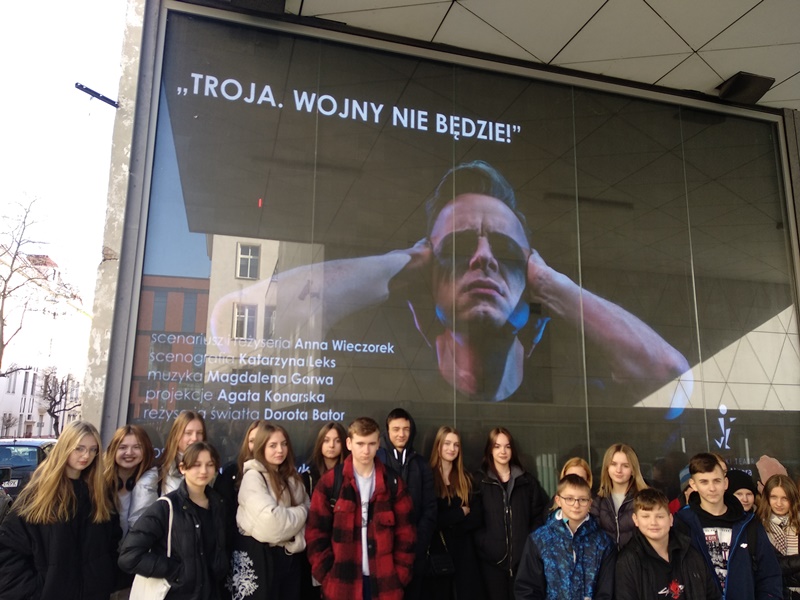 „TROJA. WOJNY NIE BĘDZIE!”
scenariusz i reżyseria Anna Wieczorek
scenografia Katarzyna Leks
muzyka Magdalena Gorwa
projekcje Agata Konarska
reżyseria światła Dorota Bator
TEATR